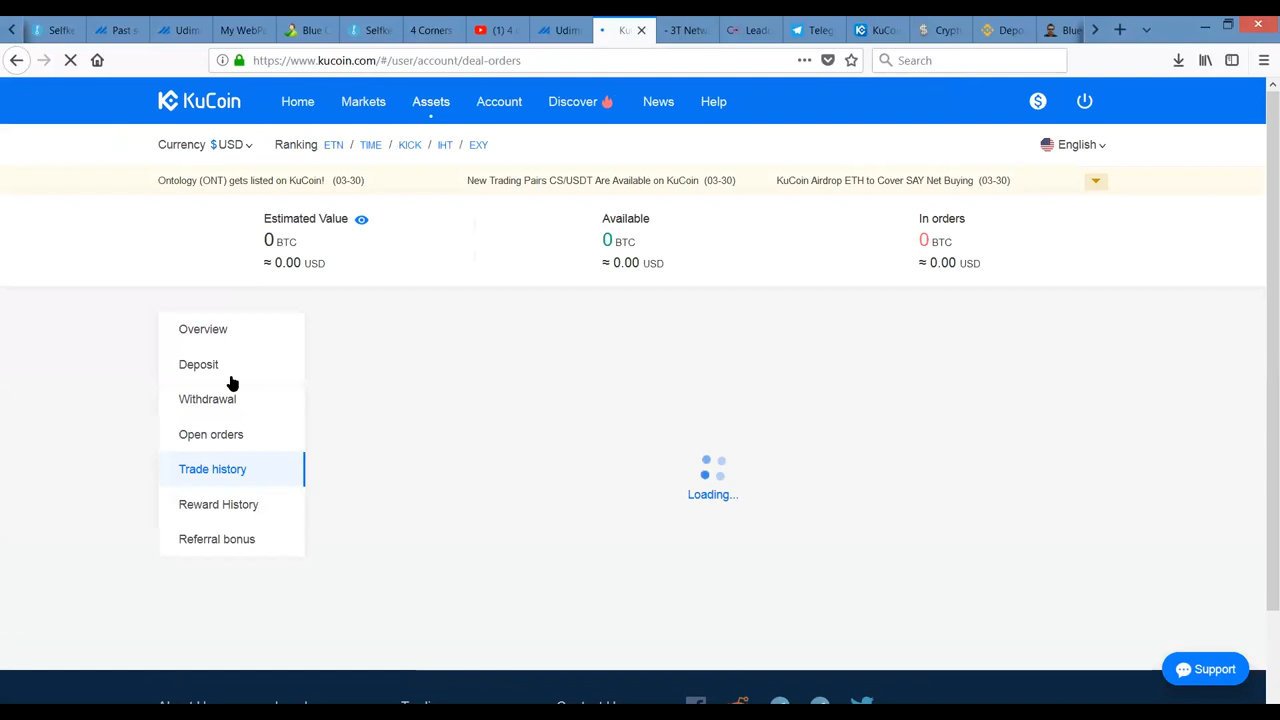 Selfke
Past s
Udim
My WebPa
Blue (
Selfke
4 Corners
(1) 4 c
Udim
Ku
- 3T Netw
Leade
Teleg
KuCo
Crypt
Depo
Blue
https://www.kucoin.com/#/user/account/deal-orders
Search
KuCoin
Home Markets Assets Account Discover News Help
Currency $ USD Ranking ETN / TIME / KICK / IHT / EXY English
Ontology (ONT) gets listed on KuCoin! (03-30) New Trading Pairs CS/USDT Are Available on KuCoin (03-30) KuCoin Airdrop ETH to Cover SAY Net Buying (03-30)
Estimated Value Available In orders
0 BTC 0 BTC 0 BTC
≈ 0.00 USD ≈ 0.00 USD ≈ 0.00 USD
Overview
Deposit
Withdrawal
Open orders
Trade history
Reward History
Referral bonus
Loading...
Support